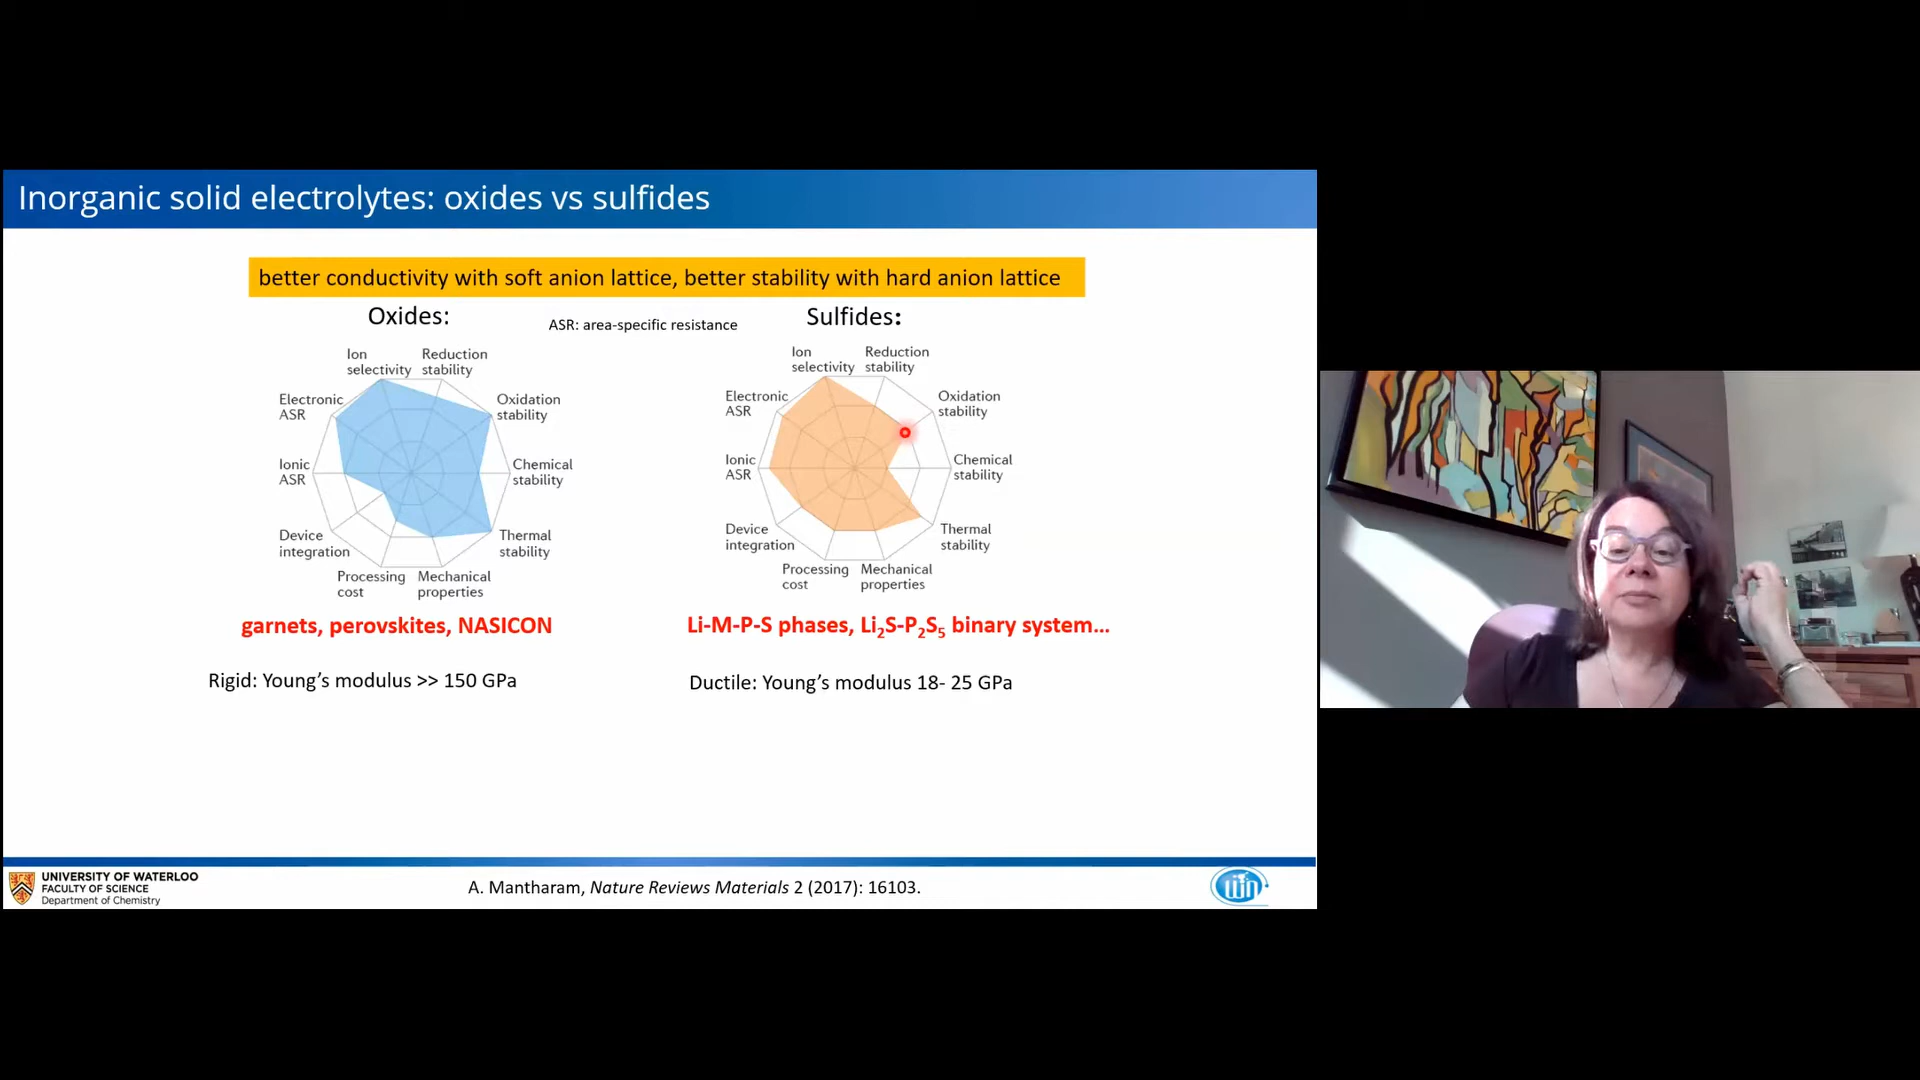 Inorganic solid electrolytes: oxides vs sulfides
better conductivity with soft anion lattice, better stability with hard anion lattice
Oxides:
ASR: area-specific resistance
Sulfides:
Ion
selectivity
Reduction
stability
Electronic
ASR
Oxidation
stability
Ionic
ASR
Chemical
stability
Device
integration
Thermal
stability
Processing
cost
Mechanical
properties
Ion
selectivity
Reduction
stability
Electronic
ASR
Oxidation
stability
Ionic
ASR
Chemical
stability
Device
integration
Thermal
stability
Processing
cost
Mechanical
properties
garnets, perovskites, NASICON
Li-M-P-S phases, Li₂S-P₂S₅ binary system...
Rigid: Young's modulus >> 150 GPa
Ductile: Young's modulus 18- 25 GPa
UNIVERSITY OF WATERLOO
FACULTY OF SCIENCE
Department of Chemistry
A. Mantharam, Nature Reviews Materials 2 (2017): 16103.